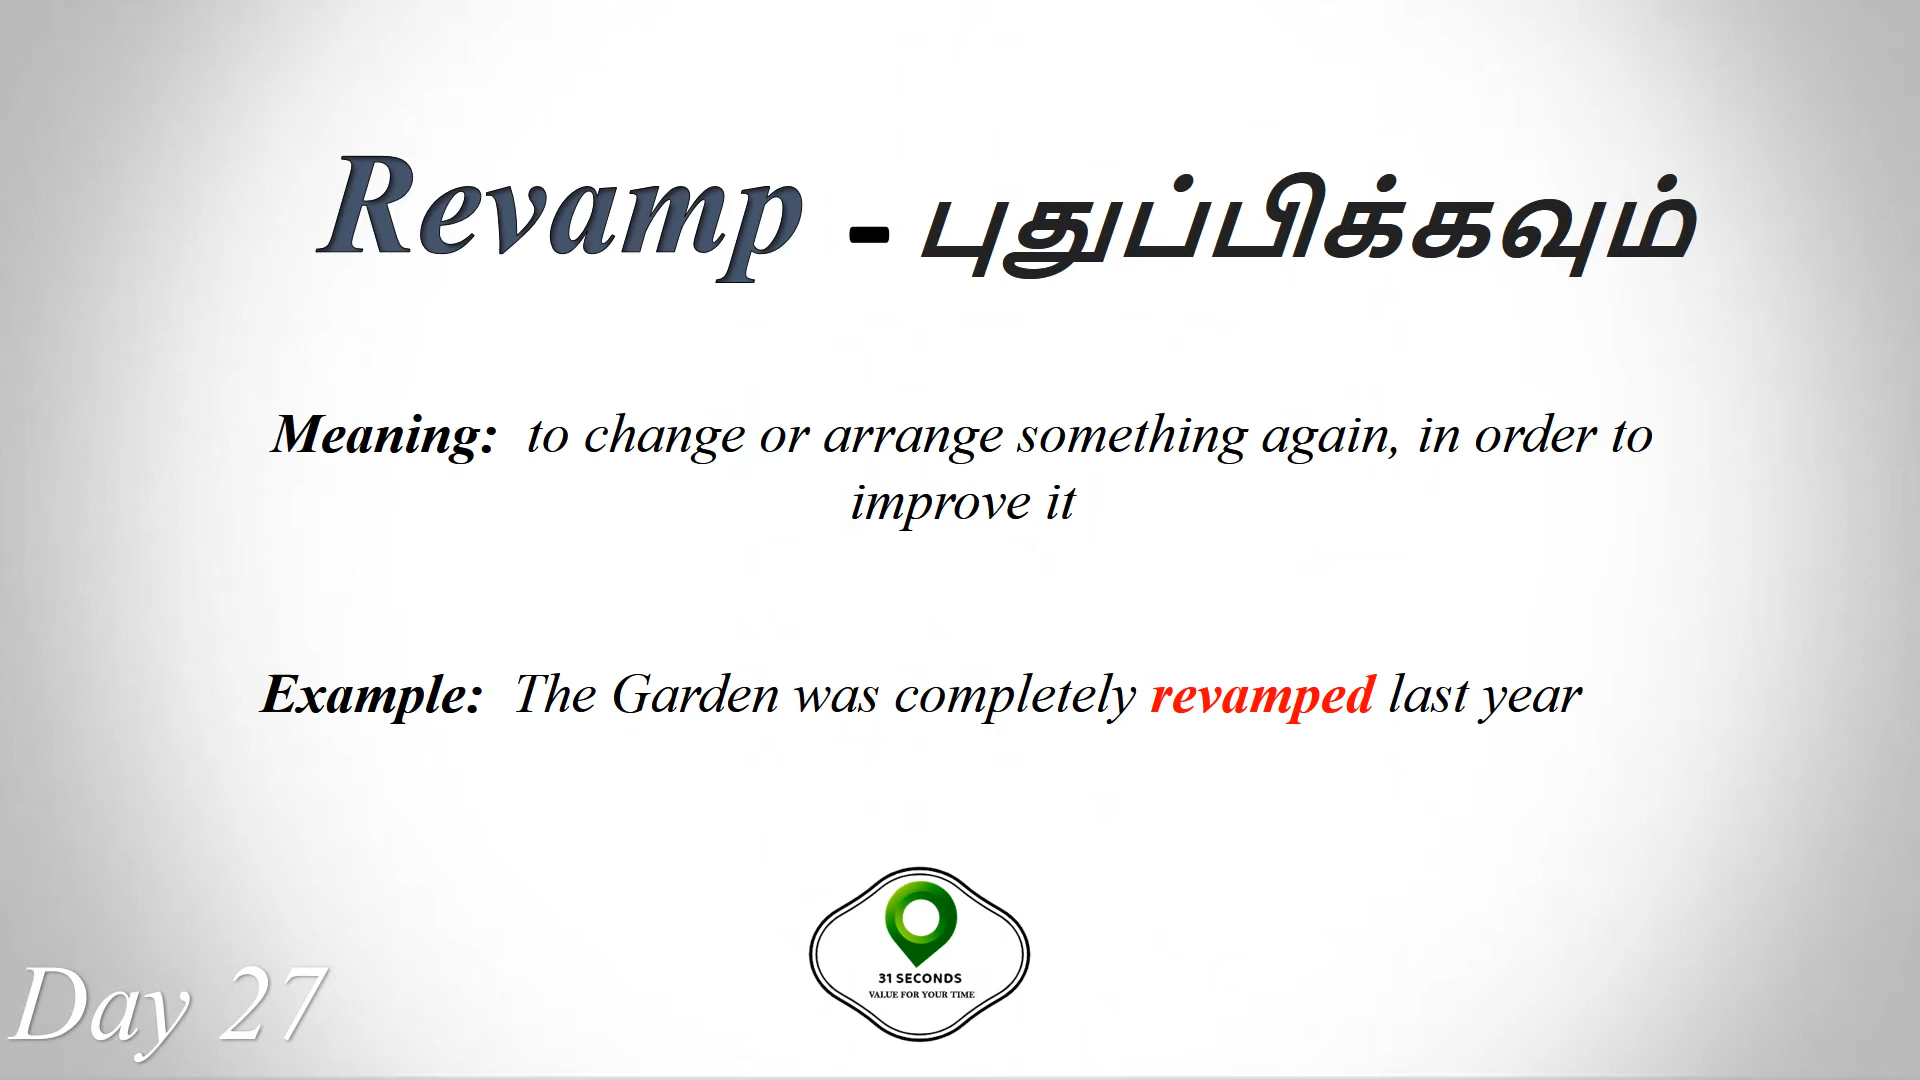 Revamp - புதுப்பிக்கவும்
Meaning: to change or arrange something again, in order to
improve it
Example: The Garden was completely revamped last year
31 SECONDS
VALUE FOR YOUR TIME
Day 27